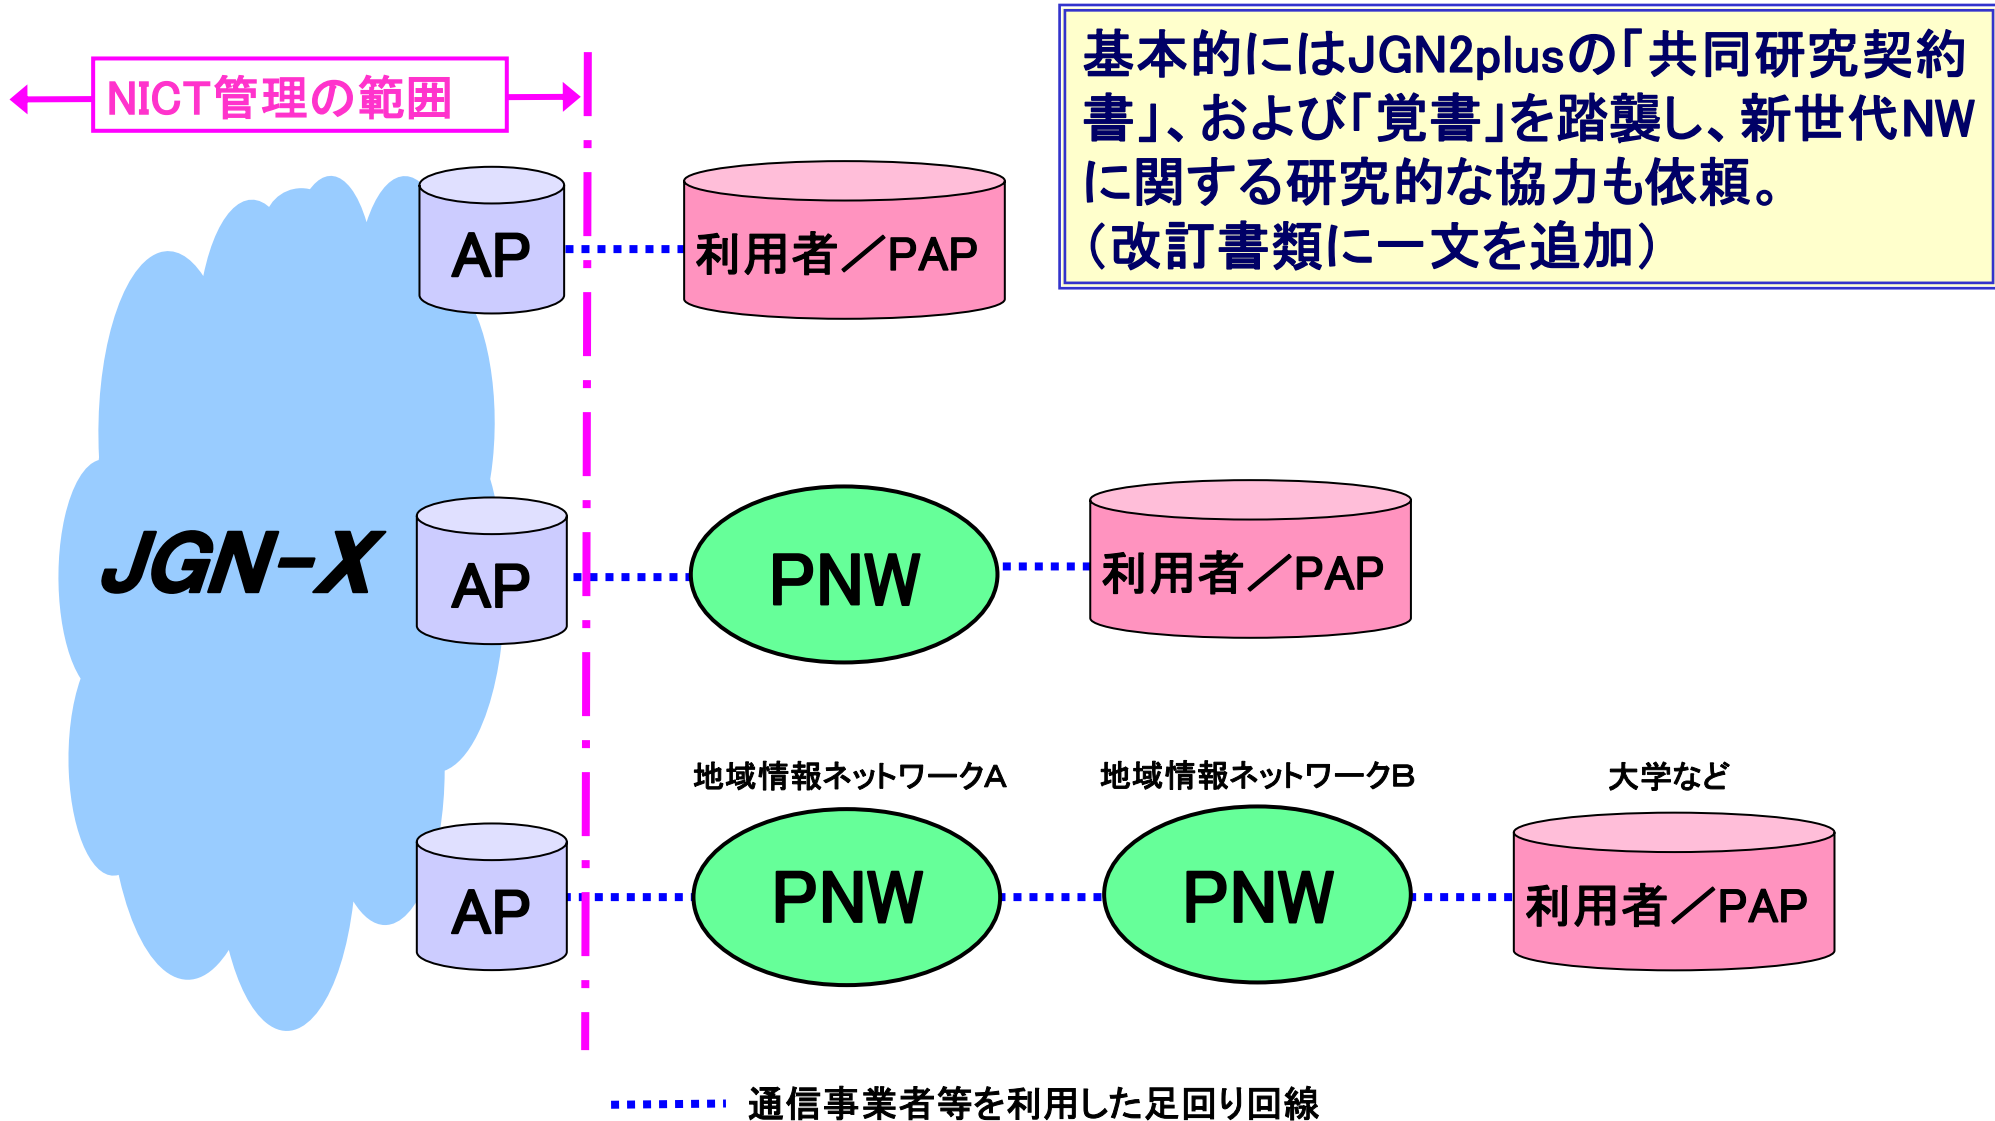 NICT管理の範囲
基本的にはJGN2plusの「共同研究契約
書」、および「覚書」を踏襲し、新世代NW
に関する研究的な協力も依頼。
（改訂書類に一文を追加）
AP
利用者／PAP
JGN-X
AP
PNW
利用者／PAP
地域情報ネットワークA
地域情報ネットワークB
大学など
AP
PNW
PNW
利用者／PAP
通信事業者等を利用した足回り回線